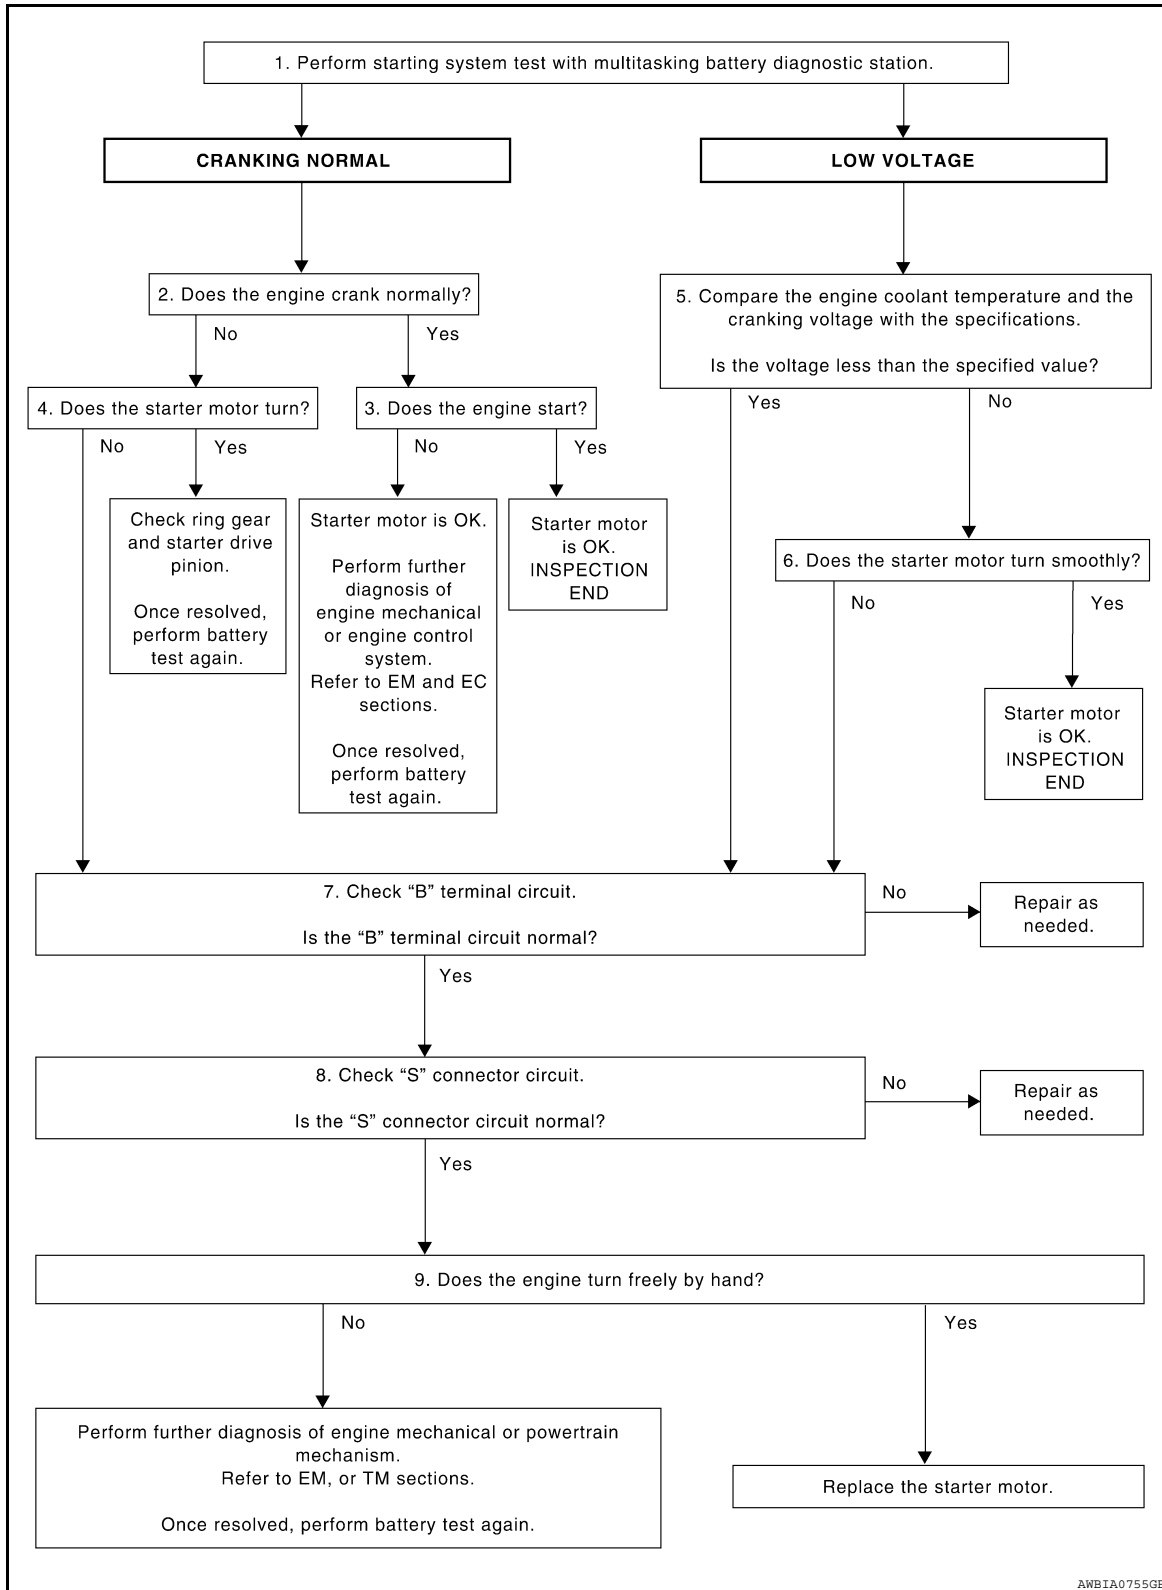 1. Perform starting system test with multitasking battery diagnostic station.
CRANKING NORMAL
LOW VOLTAGE
2. Does the engine crank normally?
No
Yes
4. Does the starter motor turn?
3. Does the engine start?
No
Yes
No
Yes
Check ring gear
and starter drive
pinion.
Once resolved,
perform battery
test again.
Starter motor is OK.
Perform further
diagnosis of
engine mechanical
or engine control
system.
Refer to EM and EC
sections.
Once resolved,
perform battery
test again.
Starter motor
is OK.
INSPECTION
END
5. Compare the engine coolant temperature and the
cranking voltage with the specifications.
Is the voltage less than the specified value?
Yes
No
6. Does the starter motor turn smoothly?
No
Yes
Starter motor
is OK.
INSPECTION
END
7. Check “B” terminal circuit.
Is the “B” terminal circuit normal?
No
Repair as
needed.
Yes
8. Check “S” connector circuit.
Is the “S” connector circuit normal?
No
Repair as
needed.
Yes
9. Does the engine turn freely by hand?
No
Yes
Perform further diagnosis of engine mechanical or powertrain
mechanism.
Refer to EM, or TM sections.
Once resolved, perform battery test again.
Replace the starter motor.